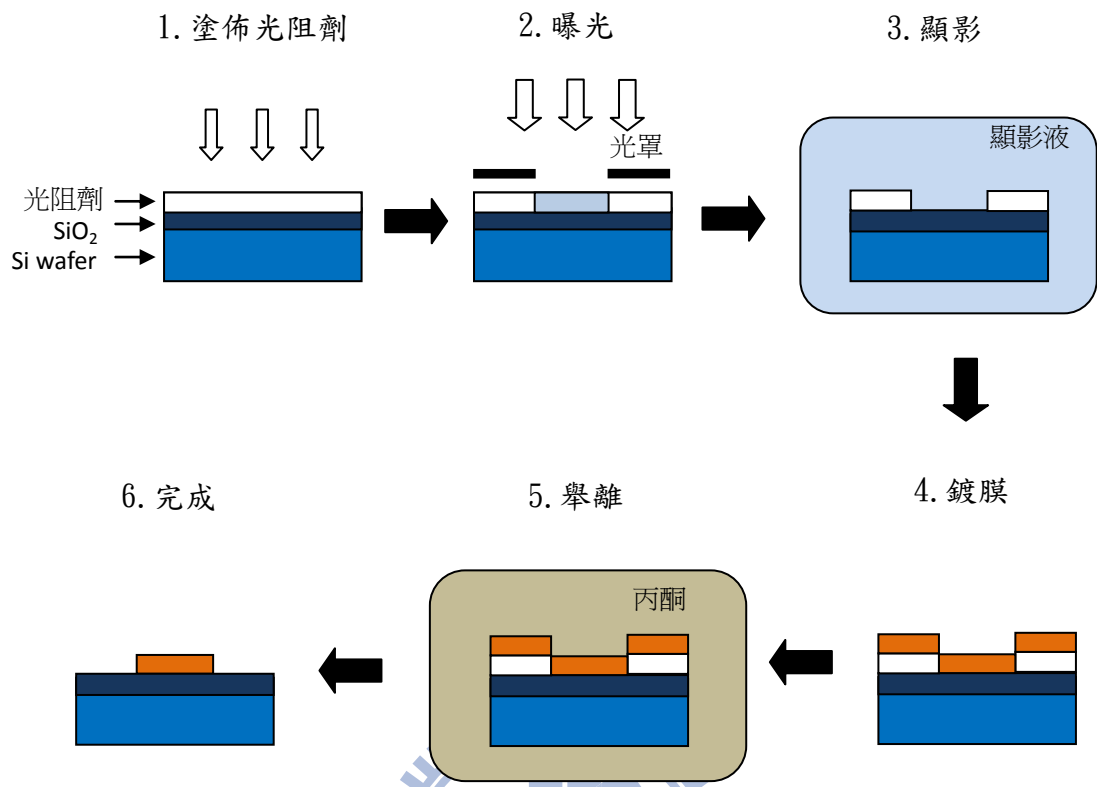 1. 塗佈光阻劑
2. 曝光
3. 顯影
光罩
顯影液
光阻劑
SiO₂
Si wafer
6. 完成
5. 舉離
4. 鍍膜
丙酮